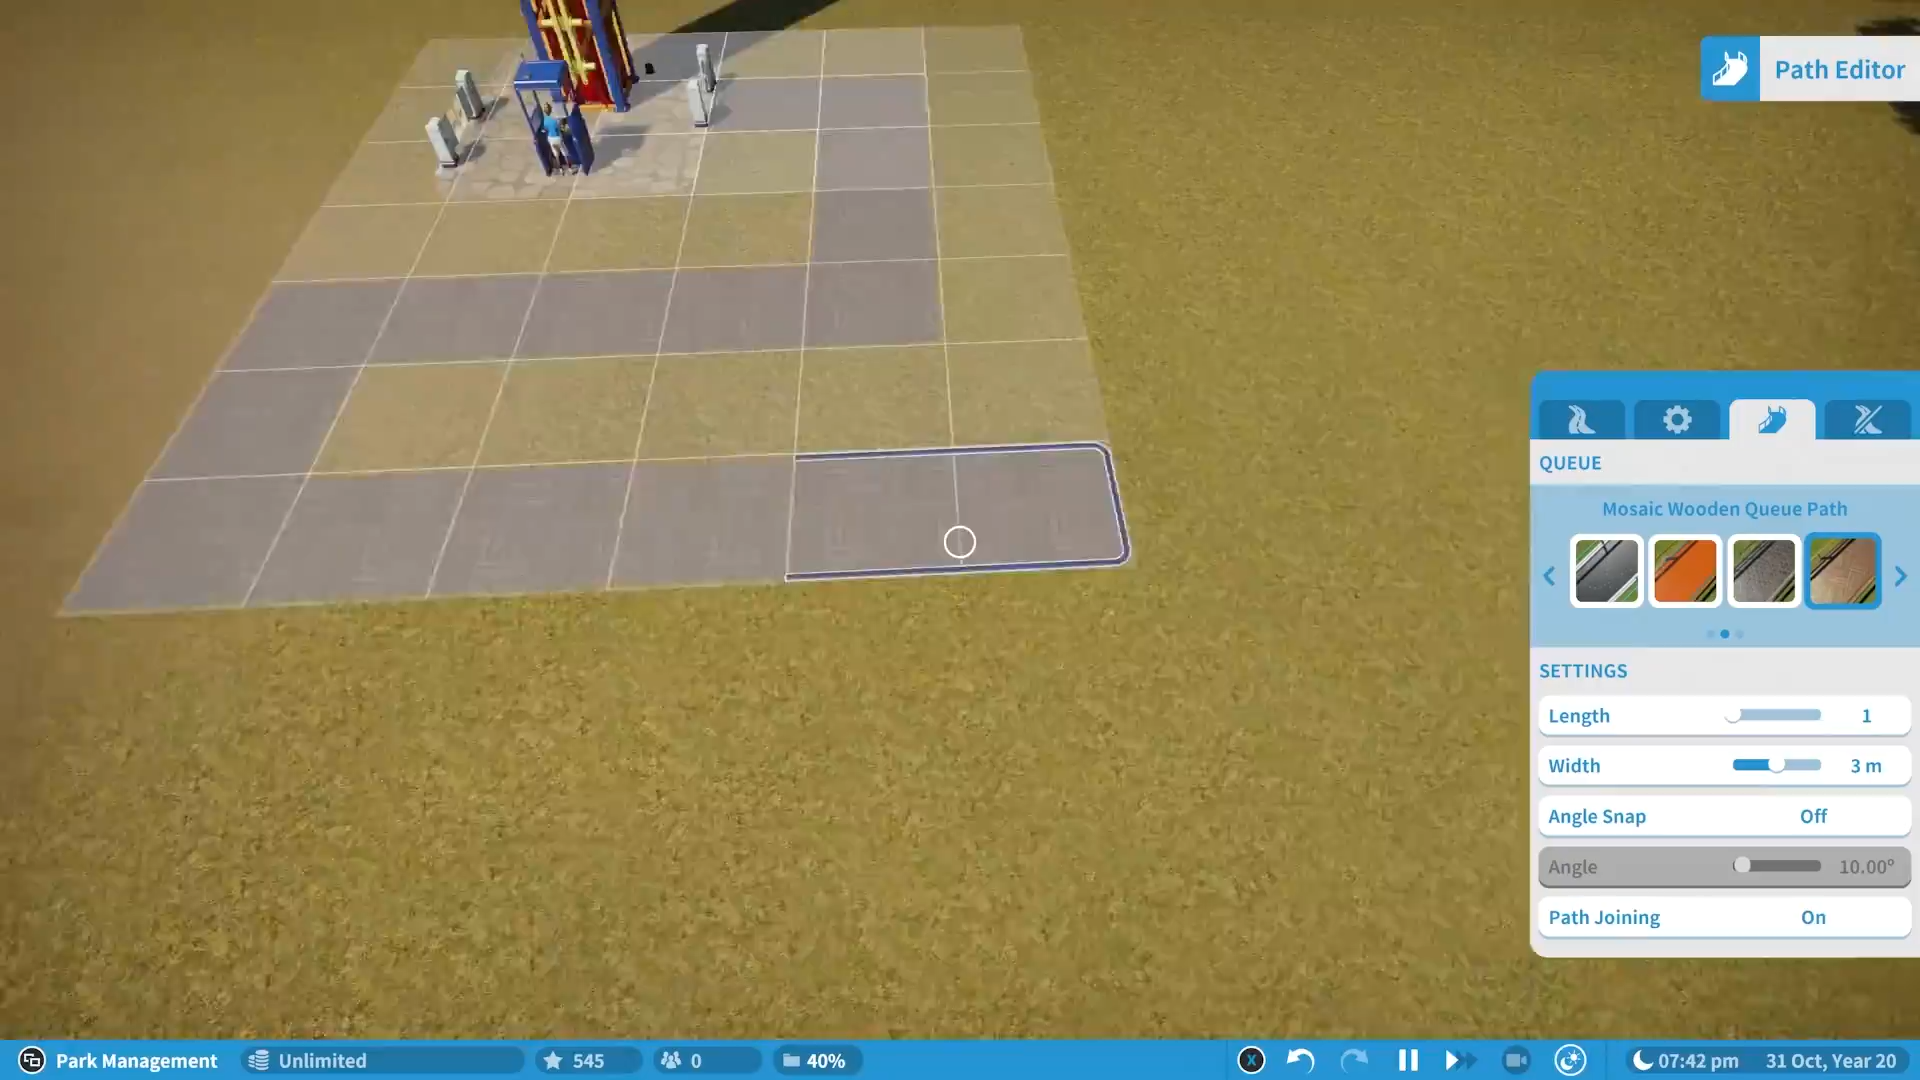 Path Editor
QUEUE
Mosaic Wooden Queue Path
SETTINGS
Length 1
Width 3 m
Angle Snap Off
Angle 10.00°
Path Joining On
Park Management Unlimited 545 0 40% X 07:42 pm 31 Oct, Year 20